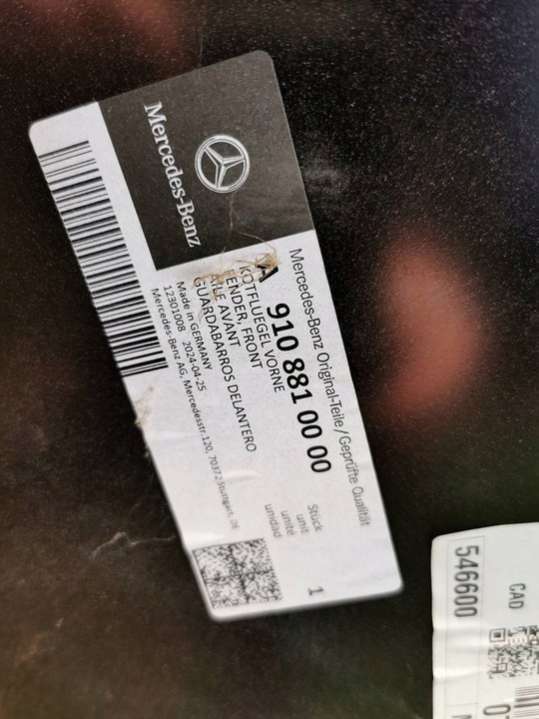 Mercedes-Benz
Mercedes-Benz Original-Teile / Geprüfte Qualität
A 910 881 00 00
KOTFLUEGEL VORNE
FENDER, FRONT
AILE AVANT
GUARDABARROS DELANTERO
Made in GERMANY
12301008 2024-04-25
Mercedes-Benz AG, Mercedesstr.120, 70372 Stuttgart, DE
Stück
unit
unité
unidad
1
546600
CAD